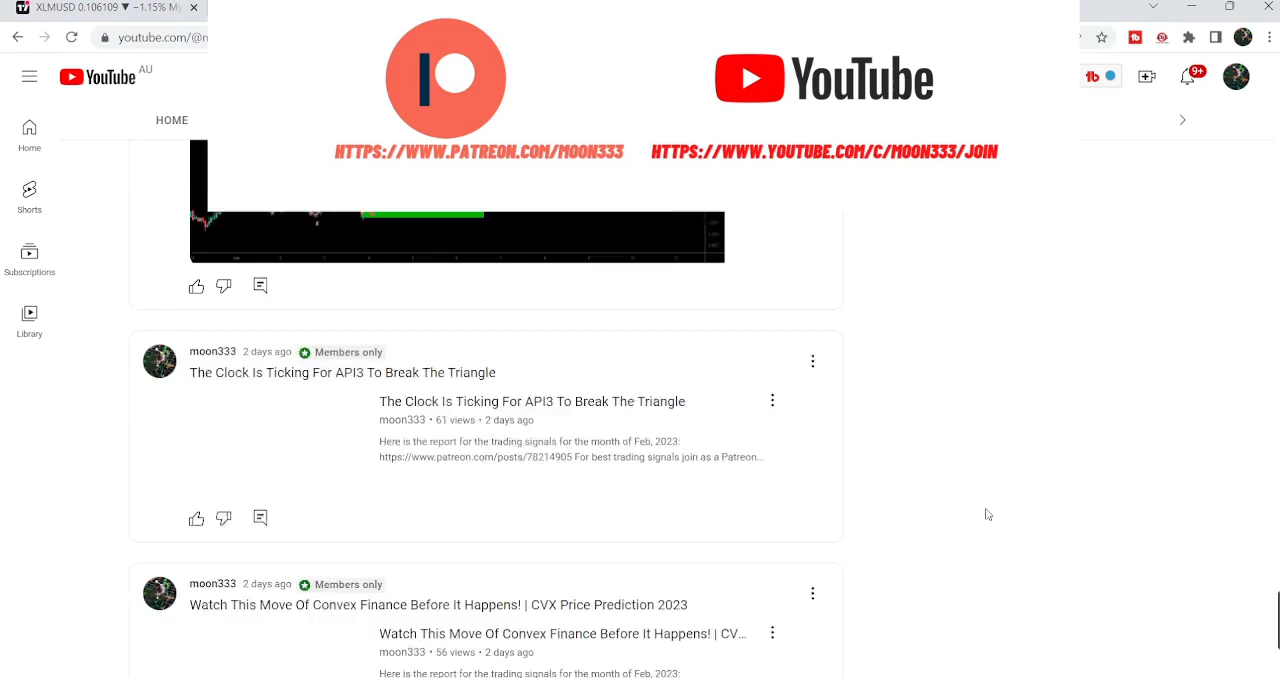 XLMUSD 0.106109 ▼ −1.15% My
youtube.com/@n
YouTube AU
9+
HOME
YouTube
HTTPS://WWW.PATREON.COM/MOON333
HTTPS://WWW.YOUTUBE.COM/C/MOON333/JOIN
Home
Shorts
Subscriptions
Library
moon333 2 days ago Members only
The Clock Is Ticking For API3 To Break The Triangle
The Clock Is Ticking For API3 To Break The Triangle
moon333 • 61 views • 2 days ago
Here is the report for the trading signals for the month of Feb, 2023:
https://www.patreon.com/posts/78214905 For best trading signals join as a Patreon...
moon333 2 days ago Members only
Watch This Move Of Convex Finance Before It Happens! | CVX Price Prediction 2023
Watch This Move Of Convex Finance Before It Happens! | CV...
moon333 • 56 views • 2 days ago
Here is the report for the trading signals for the month of Feb, 2023: